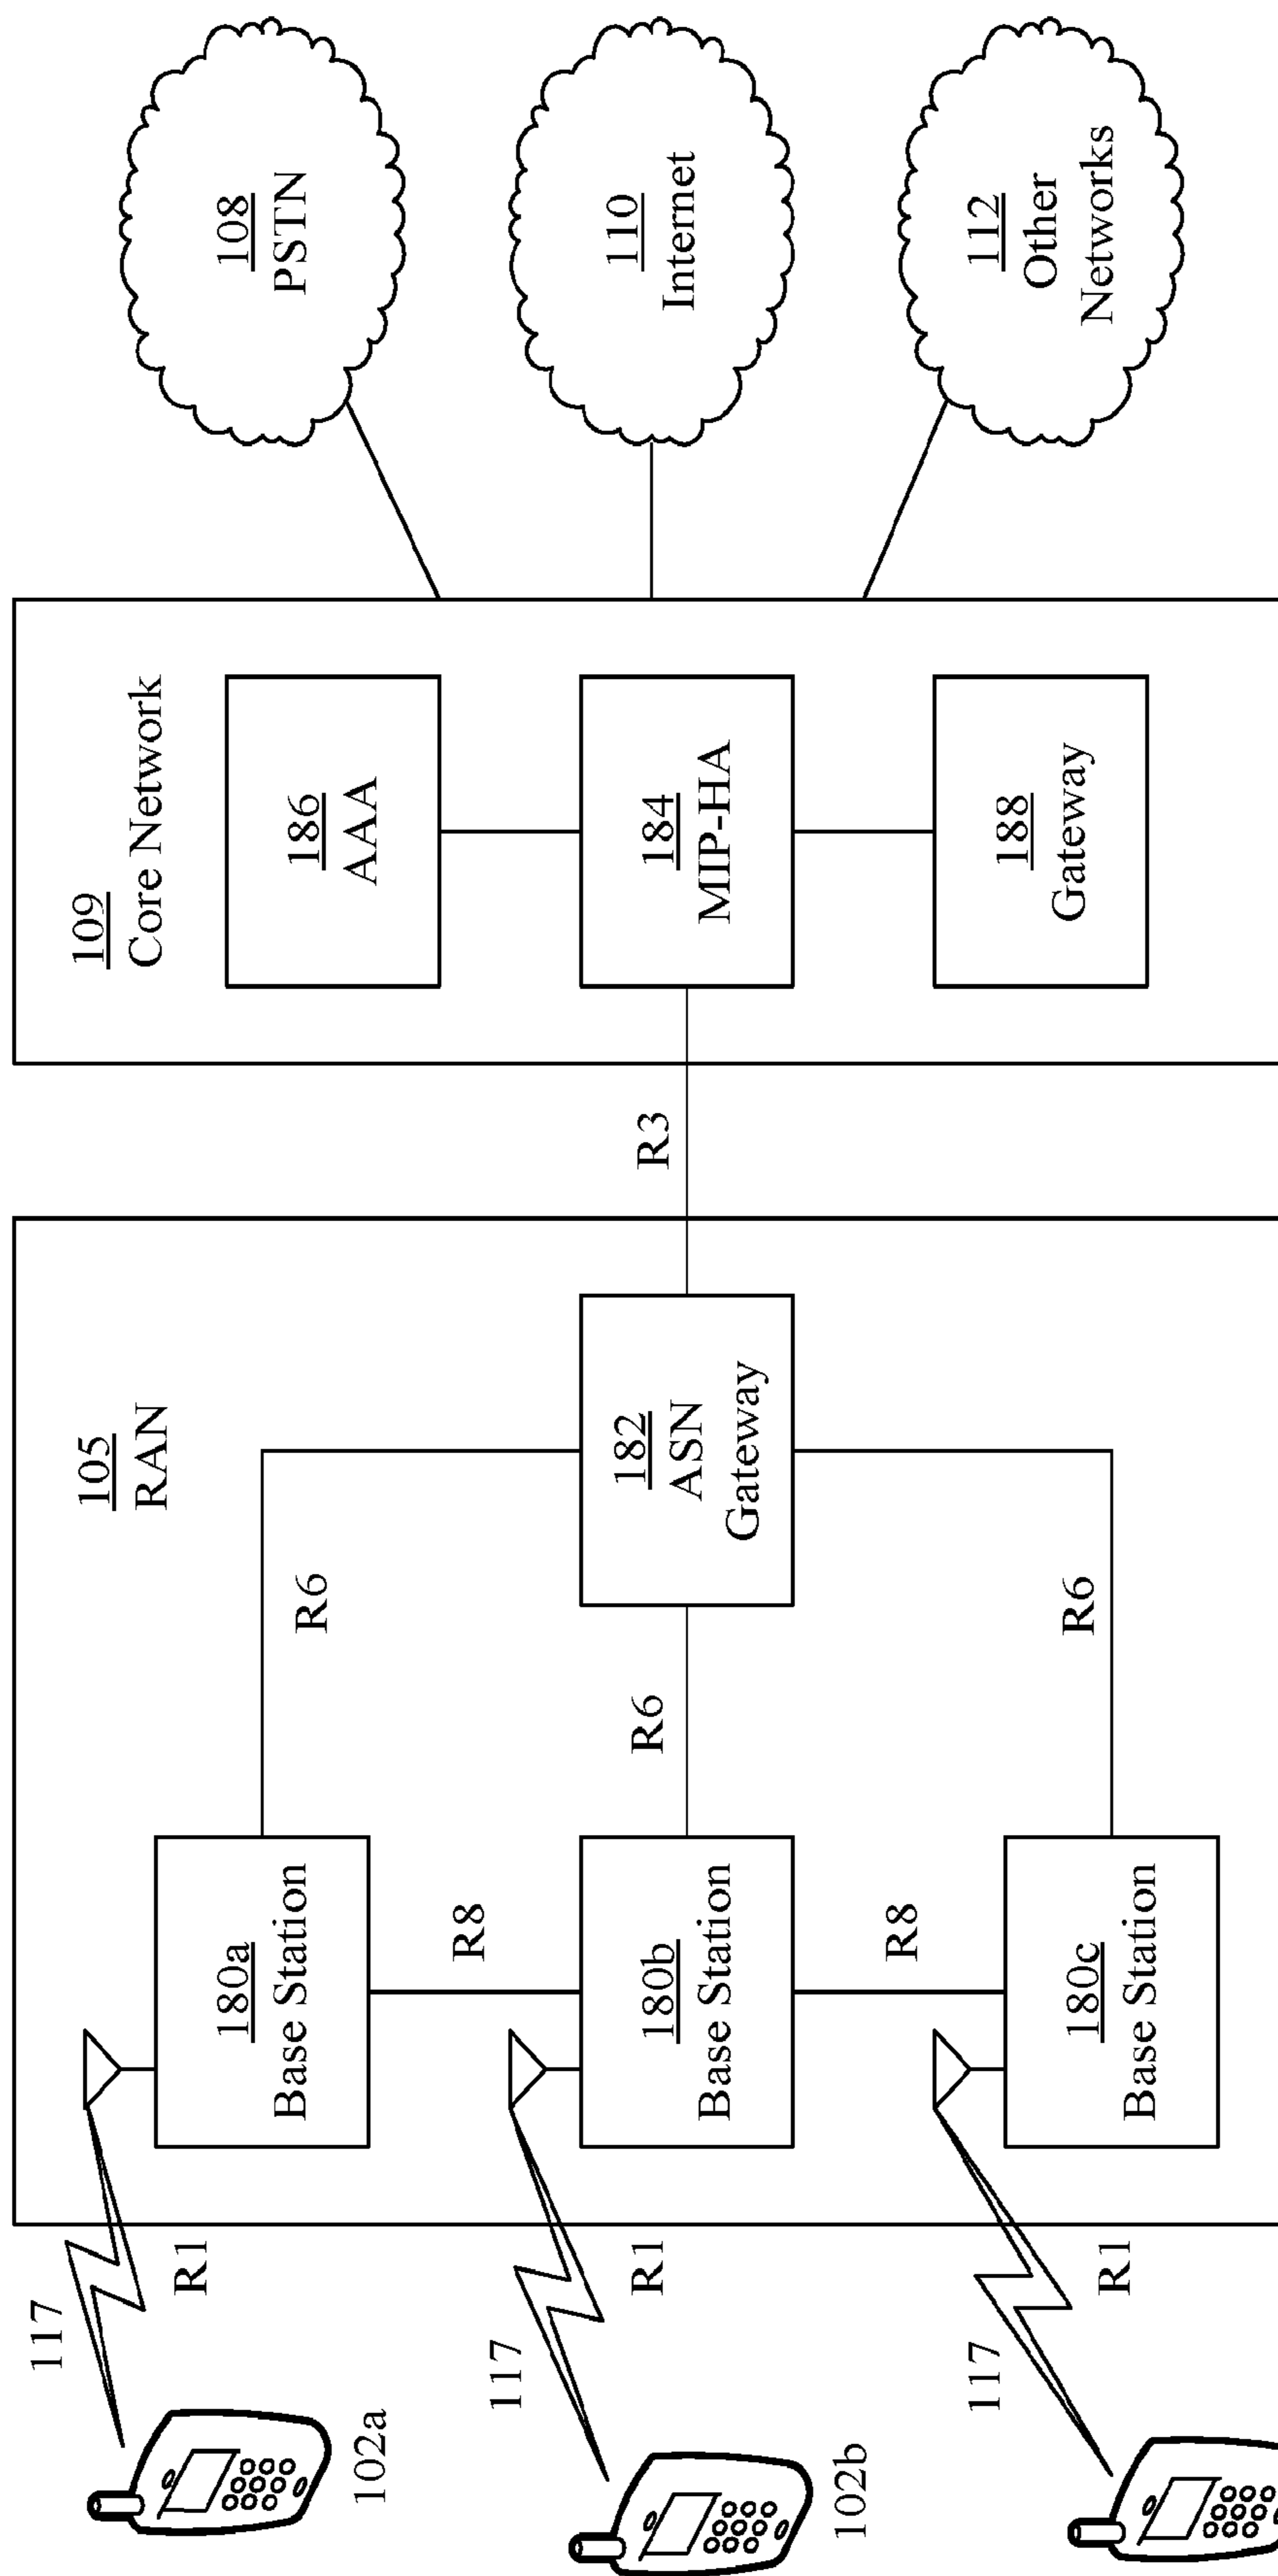 117
102a
R1
117
102b
R1
117
R1
105
RAN
180a
Base Station
R8
180b
Base Station
R8
180c
Base Station
R6
R6
R6
182
ASN
Gateway
R3
109
Core Network
186
AAA
184
MIP-HA
188
Gateway
108
PSTN
110
Internet
112
Other
Networks